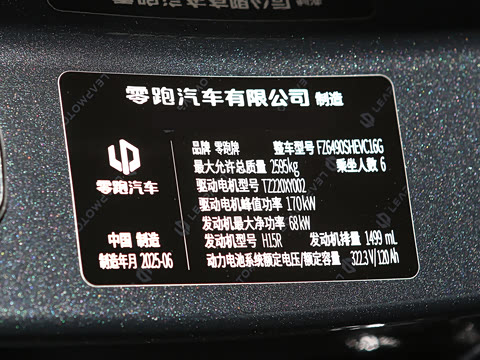 零跑汽车有限公司 制造
品牌 零跑牌 整车型号 FZ6490SHEVC16G
最大允许总质量 2595kg 乘坐人数 6
驱动电机型号 TZ220XY002
驱动电机峰值功率 170kW
发动机最大净功率 68kW
发动机型号 H15R 发动机排量 1499 mL
动力电池系统额定电压/额定容量 322.3V/120Ah
零跑汽车
中国 制造
制造年月 2025-06